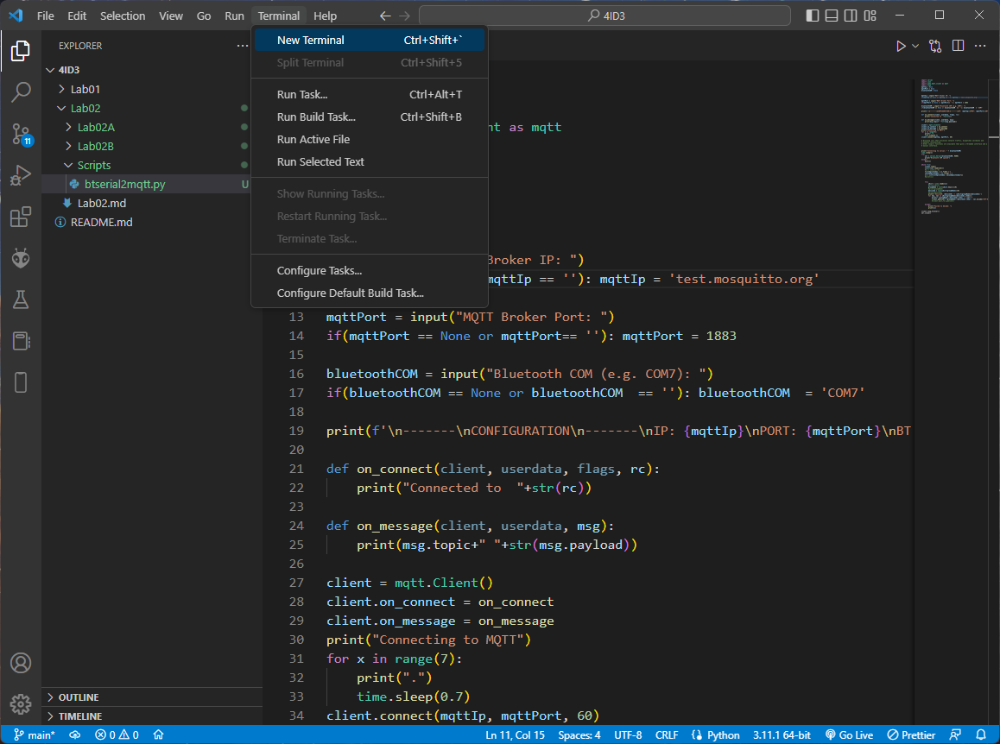 File Edit Selection View Go Run Terminal Help 4ID3
EXPLORER
4ID3
Lab01
Lab02
Lab02A
Lab02B
Scripts
btserial2mqtt.py U
Lab02.md
README.md
OUTLINE
TIMELINE
11
New Terminal Ctrl+Shift+`
Split Terminal Ctrl+Shift+5
Run Task... Ctrl+Alt+T
Run Build Task... Ctrl+Shift+B
Run Active File
Run Selected Text
Show Running Tasks...
Restart Running Task...
Terminate Task...
Configure Tasks...
Configure Default Build Task...
nt as mqtt
Broker IP: ")
mqttIp == ''): mqttIp = 'test.mosquitto.org'
13 mqttPort = input("MQTT Broker Port: ")
14 if(mqttPort == None or mqttPort== ''): mqttPort = 1883
15
16 bluetoothCOM = input("Bluetooth COM (e.g. COM7): ")
17 if(bluetoothCOM == None or bluetoothCOM  == ''): bluetoothCOM  = 'COM7'
18
19 print(f'\n-------\nCONFIGURATION\n-------\nIP: {mqttIp}\nPORT: {mqttPort}\nBT
20
21 def on_connect(client, userdata, flags, rc):
22     print("Connected to  "+str(rc))
23
24 def on_message(client, userdata, msg):
25     print(msg.topic+" "+str(msg.payload))
26
27 client = mqtt.Client()
28 client.on_connect = on_connect
29 client.on_message = on_message
30 print("Connecting to MQTT")
31 for x in range(7):
32     print(".")
33     time.sleep(0.7)
34 client.connect(mqttIp, mqttPort, 60)
main* 0 0 Ln 11, Col 15 Spaces: 4 UTF-8 CRLF Python 3.11.1 64-bit Go Live Prettier